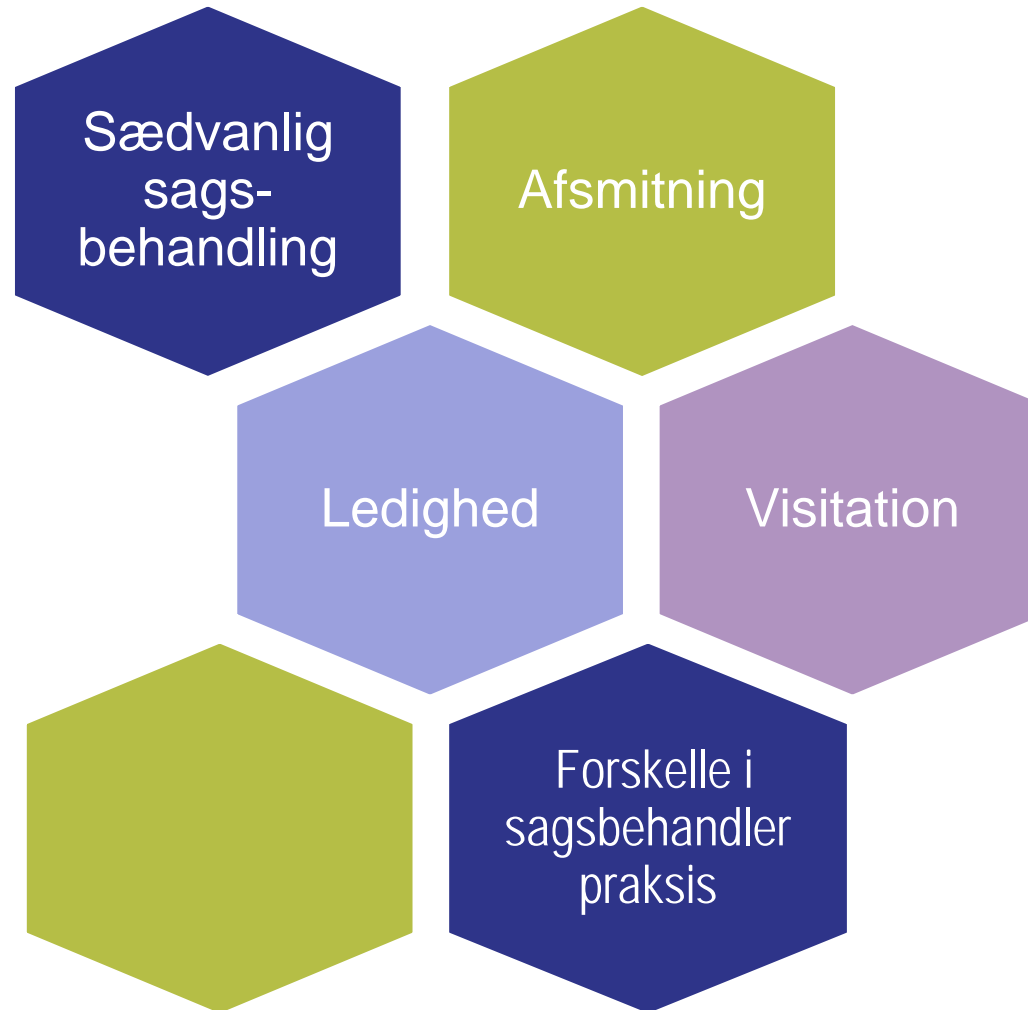 Sædvanlig
sags-
behandling
Afsmitning
Ledighed
Visitation
Forskelle i
sagsbehandler
praksis